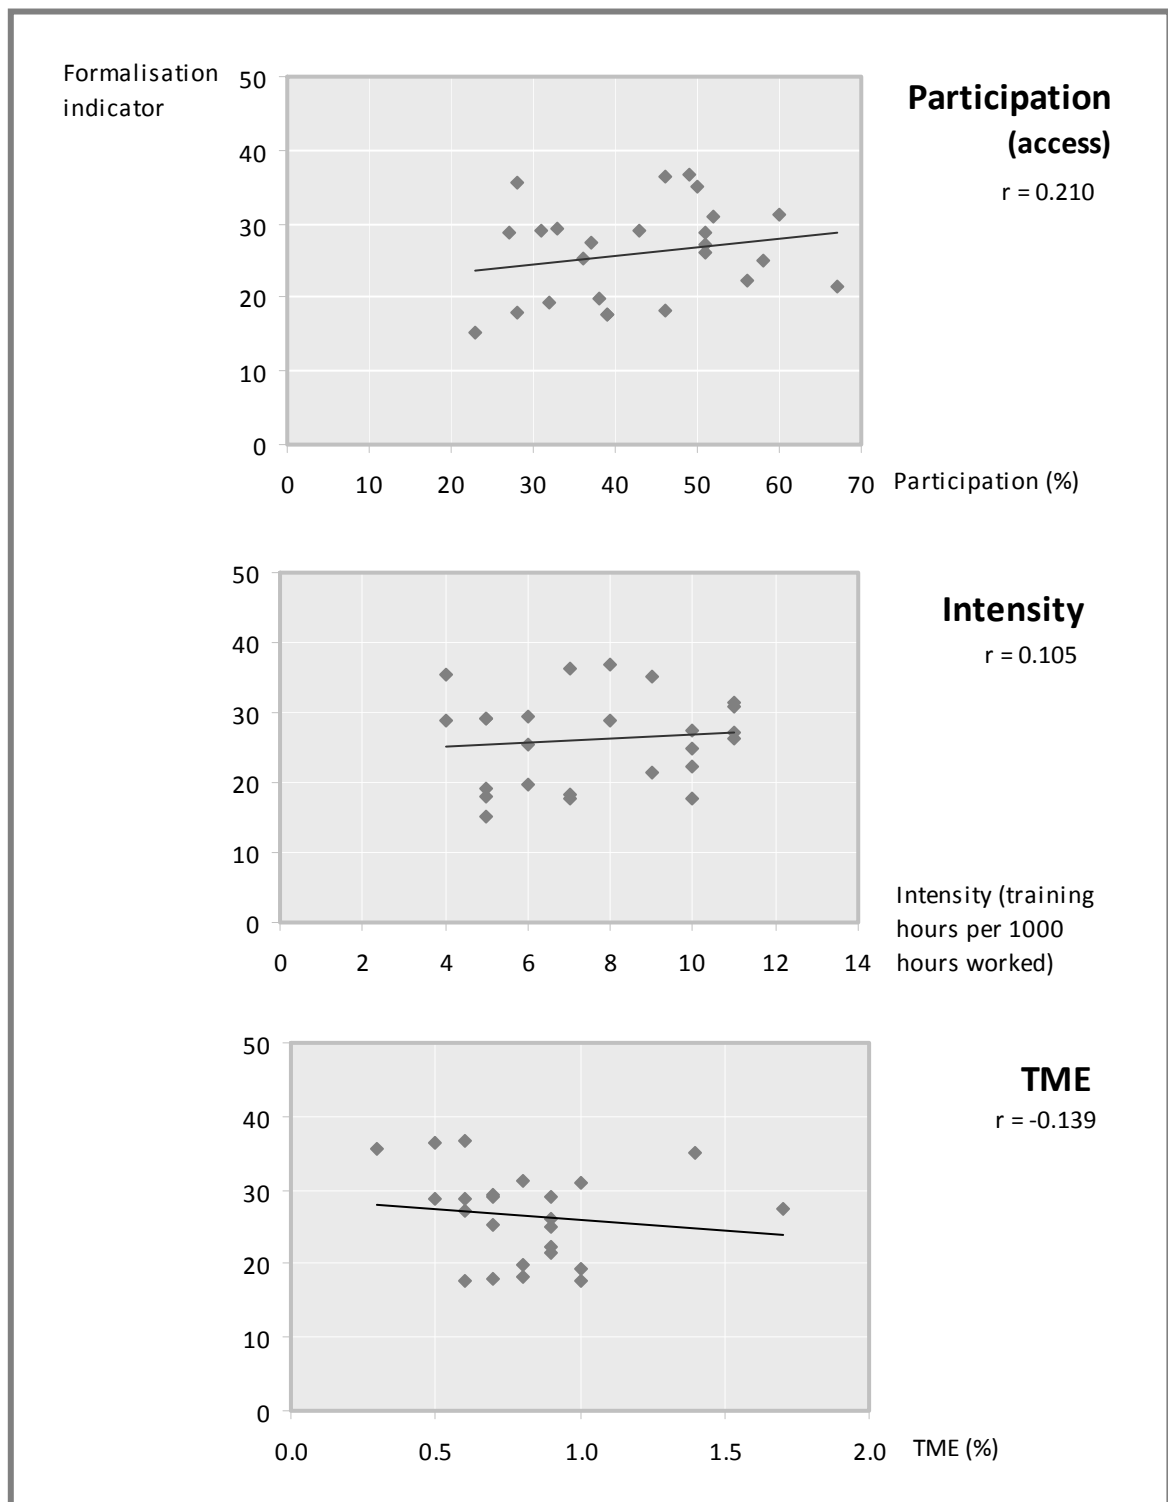 Formalisation
indicator
50
40
30
20
10
0
0 10 20 30 40 50 60 70
Participation (%)
Participation
(access)
r = 0.210
50
40
30
20
10
0
0 2 4 6 8 10 12 14
Intensity (training
hours per 1000
hours worked)
Intensity
r = 0.105
50
40
30
20
10
0
0.0 0.5 1.0 1.5 2.0
TME (%)
TME
r = -0.139